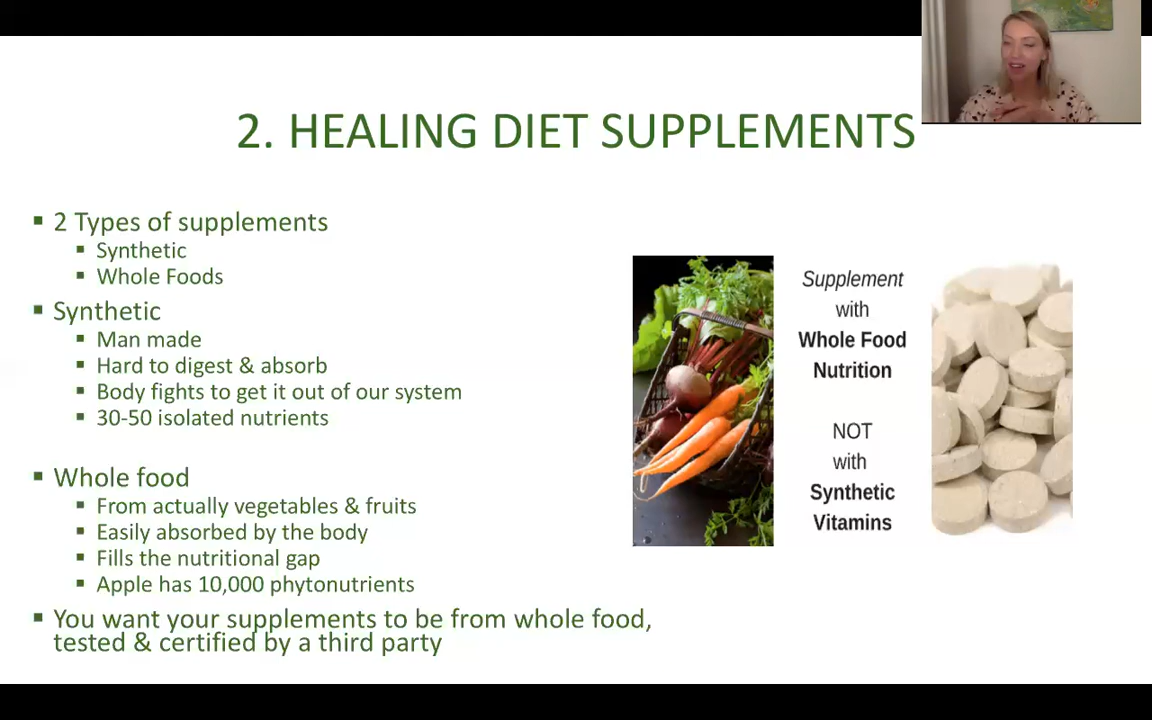 2. HEALING DIET SUPPLEMENTS
2 Types of supplements
Synthetic
Whole Foods
Synthetic
Man made
Hard to digest & absorb
Body fights to get it out of our system
30-50 isolated nutrients
Whole food
From actually vegetables & fruits
Easily absorbed by the body
Fills the nutritional gap
Apple has 10,000 phytonutrients
You want your supplements to be from whole food,
tested & certified by a third party
Supplement
with
Whole Food
Nutrition
NOT
with
Synthetic
Vitamins